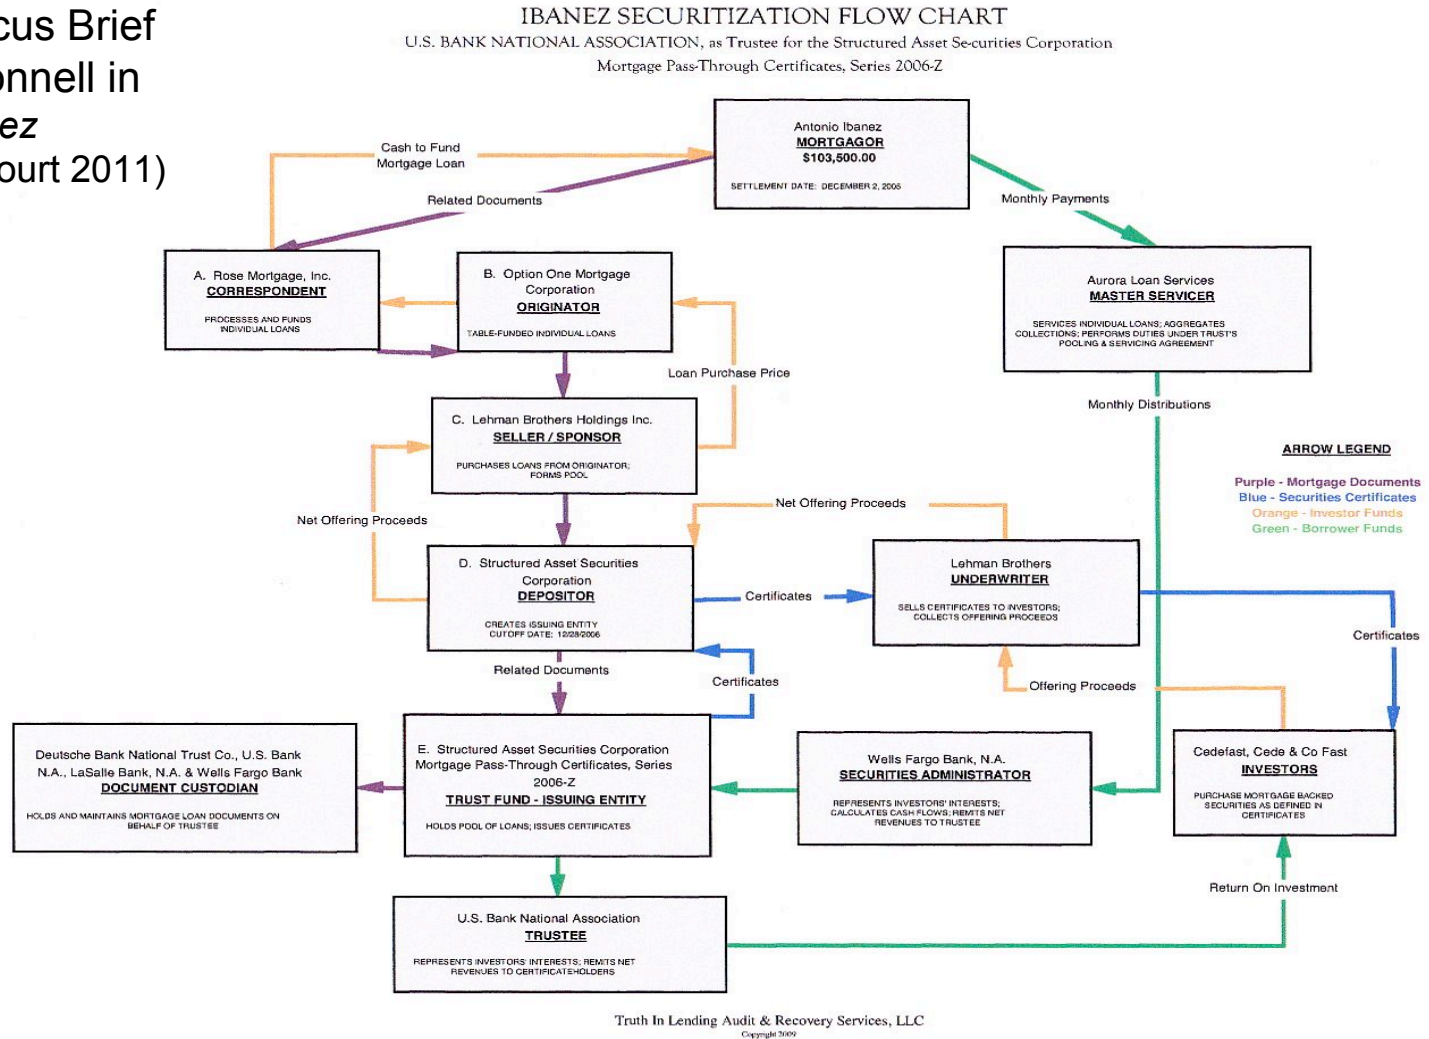 cus Brief
onnell in
ez
ourt 2011)
IBANEZ SECURITIZATION FLOW CHART
U.S. BANK NATIONAL ASSOCIATION, as Trustee for the Structured Asset Se-curities Corporation
Mortgage Pass-Through Certificates, Series 2006-Z
Antonio Ibanez
MORTGAGOR
$103,500.00
SETTLEMENT DATE: DECEMBER 2, 2005
Cash to Fund
Mortgage Loan
Related Documents
Monthly Payments
A. Rose Mortgage, Inc.
CORRESPONDENT
PROCESSES AND FUNDS
INDIVIDUAL LOANS
B. Option One Mortgage
Corporation
ORIGINATOR
TABLE-FUNDED INDIVIDUAL LOANS
Aurora Loan Services
MASTER SERVICER
SERVICES INDIVIDUAL LOANS; AGGREGATES
COLLECTIONS; PERFORMS DUTIES UNDER TRUST'S
POOLING & SERVICING AGREEMENT
Loan Purchase Price
Monthly Distributions
C. Lehman Brothers Holdings Inc.
SELLER / SPONSOR
PURCHASES LOANS FROM ORIGINATOR;
FORMS POOL
ARROW LEGEND
Purple - Mortgage Documents
Blue - Securities Certificates
Orange - Investor Funds
Green - Borrower Funds
Net Offering Proceeds
Net Offering Proceeds
D. Structured Asset Securities
Corporation
DEPOSITOR
CREATES ISSUING ENTITY
CUTOFF DATE: 12/28/2006
Certificates
Lehman Brothers
UNDERWRITER
SELLS CERTIFICATES TO INVESTORS;
COLLECTS OFFERING PROCEEDS
Certificates
Related Documents
Certificates
Offering Proceeds
Deutsche Bank National Trust Co., U.S. Bank
N.A., LaSalle Bank, N.A. & Wells Fargo Bank
DOCUMENT CUSTODIAN
HOLDS AND MAINTAINS MORTGAGE LOAN DOCUMENTS ON
BEHALF OF TRUSTEE
E. Structured Asset Securities Corporation
Mortgage Pass-Through Certificates, Series
2006-Z
TRUST FUND - ISSUING ENTITY
HOLDS POOL OF LOANS; ISSUES CERTIFICATES
Wells Fargo Bank, N.A.
SECURITIES ADMINISTRATOR
REPRESENTS INVESTORS' INTERESTS;
CALCULATES CASH FLOWS; REMITS NET
REVENUES TO TRUSTEE
Cedefast, Cede & Co Fast
INVESTORS
PURCHASE MORTGAGE BACKED
SECURITIES AS DEFINED IN
CERTIFICATES
Return On Investment
U.S. Bank National Association
TRUSTEE
REPRESENTS INVESTORS' INTERESTS; REMITS NET
REVENUES TO CERTIFICATEHOLDERS
Truth In Lending Audit & Recovery Services, LLC
Copyright 2009